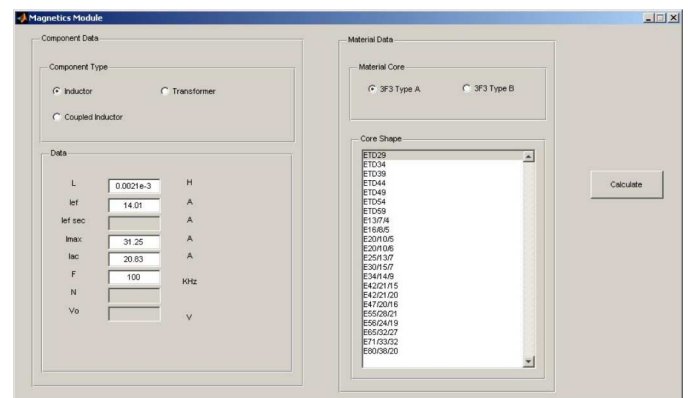 Magnetics Module
Component Data
Component Type
Inductor
Transformer
Coupled Inductor
Data
L 0.0021e-3 H
Ief 14.01 A
Ief sec A
Imax 31.25 A
Iac 20.83 A
F 100 KHz
N
Vo V
Material Data
Material Core
3F3 Type A
3F3 Type B
Core Shape
ETD29
ETD34
ETD39
ETD44
ETD49
ETD54
ETD59
E13/7/4
E16/8/5
E20/10/5
E20/10/6
E25/13/7
E30/15/7
E34/14/9
E42/21/15
E42/21/20
E47/20/16
E55/28/21
E56/24/19
E65/32/27
E71/33/32
E80/38/20
Calculate